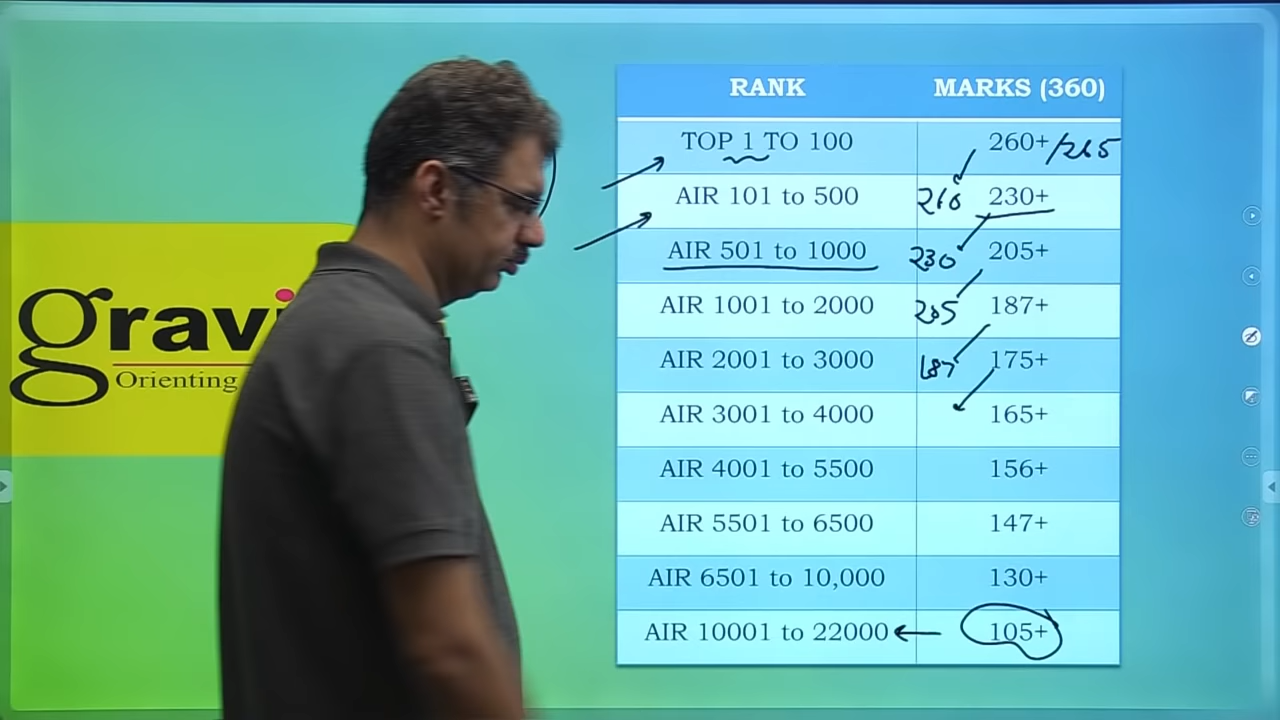 gravi
Orienting
RANK MARKS (360)
TOP 1 TO 100 260+ /265
AIR 101 to 500 260 230+
AIR 501 to 1000 230 205+
AIR 1001 to 2000 205 187+
AIR 2001 to 3000 187 175+
AIR 3001 to 4000 165+
AIR 4001 to 5500 156+
AIR 5501 to 6500 147+
AIR 6501 to 10,000 130+
AIR 10001 to 22000 105+